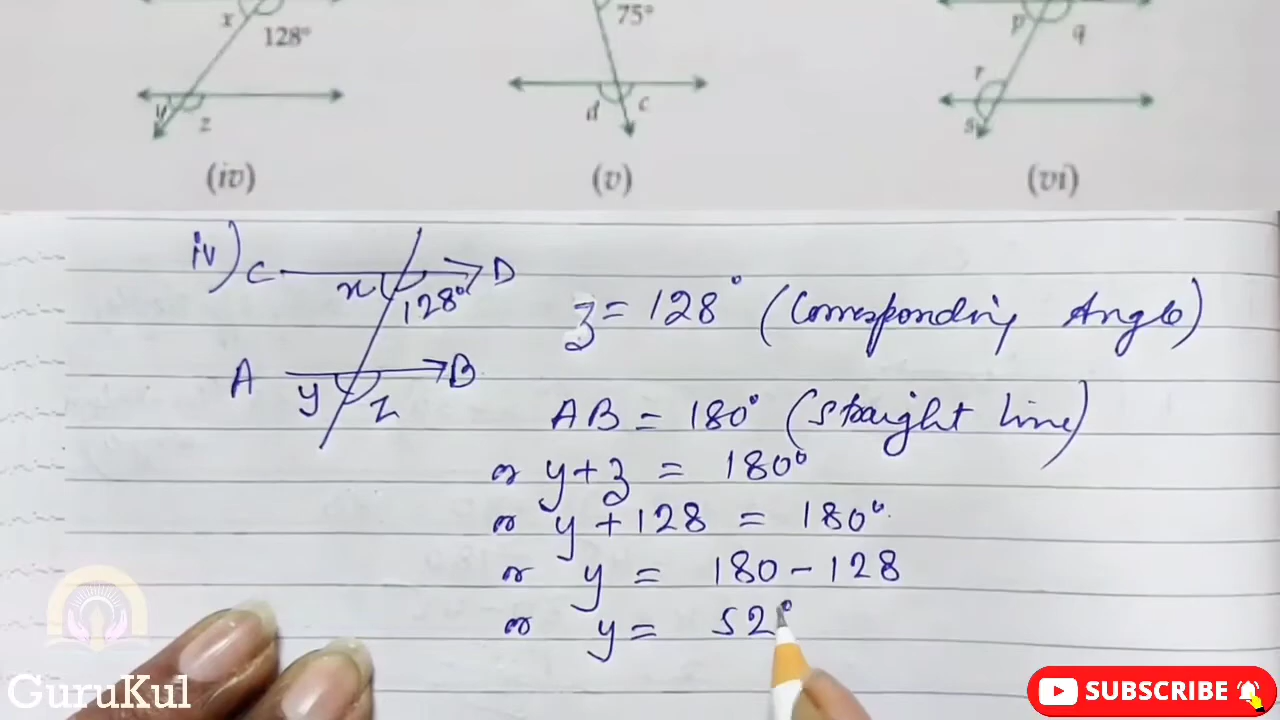 x
128°
y
z
(iv)
75°
d
c
(v)
p
q
r
s
(vi)
iv) C D
x 128°
A B
y z
z = 128° (Corresponding Angle)
AB = 180° (straight line)
or y + z = 180°
or y + 128 = 180°
or y = 180 - 128
or y = 52°
GuruKul
SUBSCRIBE